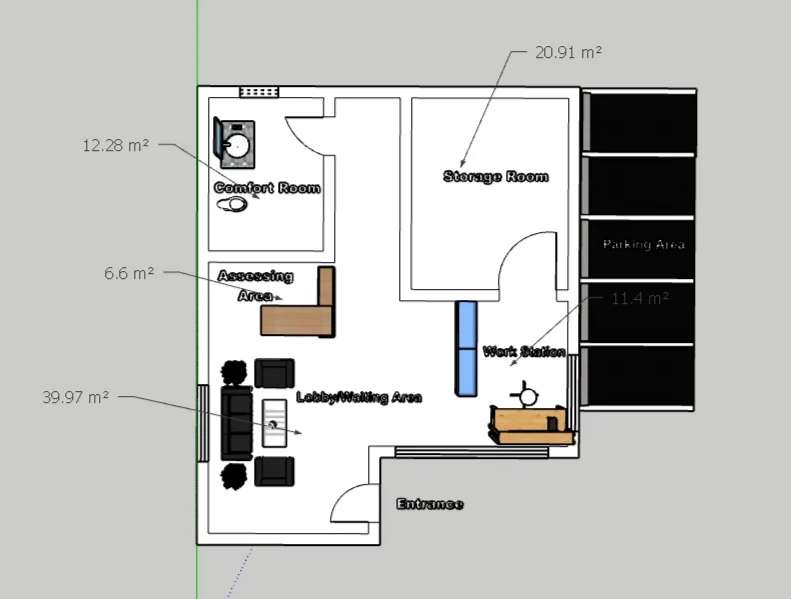 20.91 m²
12.28 m²
Comfort Room
Storage Room
Parking Area
6.6 m²
Assessing
Area
11.4 m²
Work Station
39.97 m²
Lobby/Waiting Area
Entrance